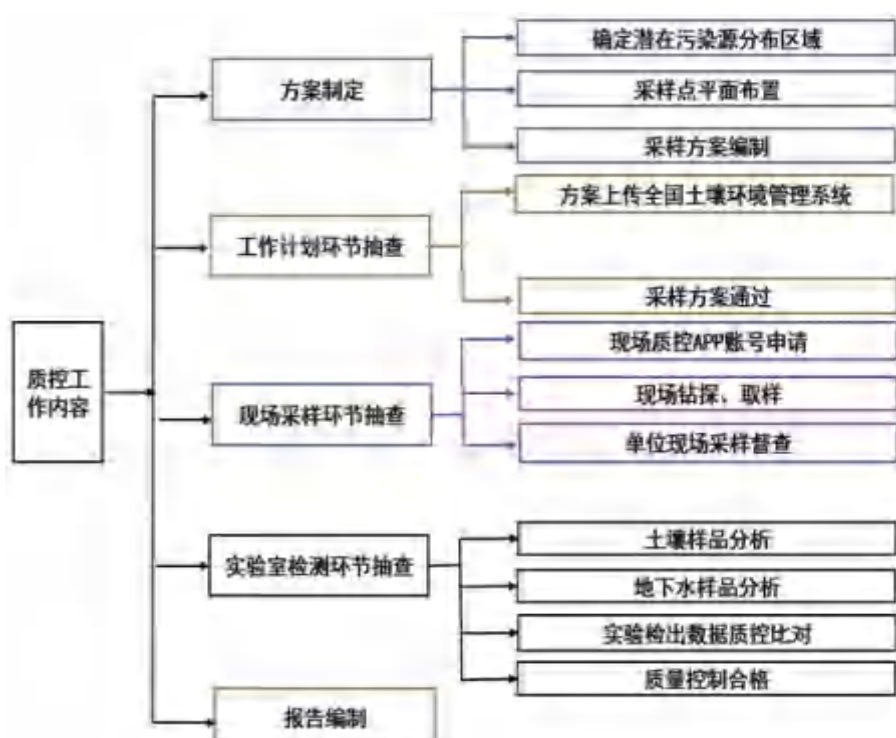 质控工
作内容
方案制定
确定潜在污染源分布区域
采样点平面布置
采样方案编制
工作计划环节抽查
方案上传全国土壤环境管理系统
采样方案通过
现场采样环节抽查
现场质控APP账号申请
现场钻探、取样
单位现场采样督查
实验室检测环节抽查
土壤样品分析
地下水样品分析
实验检出数据质控比对
质量控制合格
报告编制